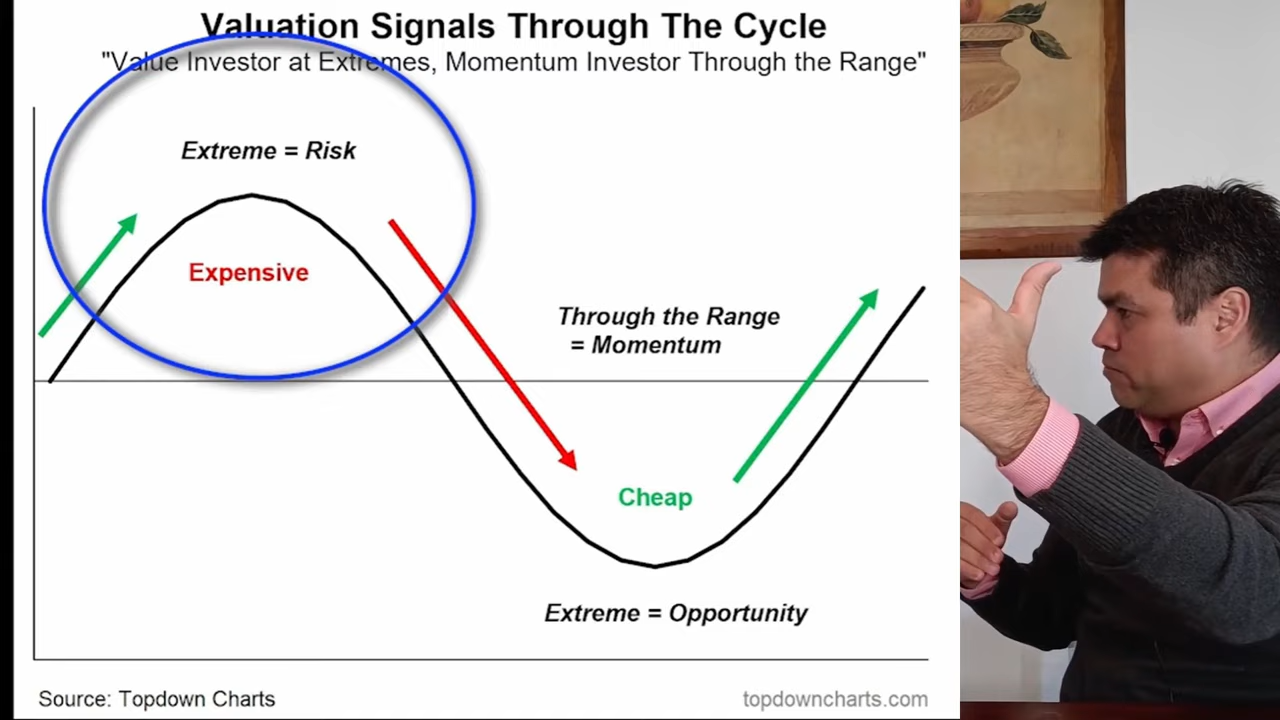 Valuation Signals Through The Cycle
"Value Investor at Extremes, Momentum Investor Through the Range"
Extreme = Risk
Expensive
Through the Range
= Momentum
Cheap
Extreme = Opportunity
Source: Topdown Charts
topdowncharts.com